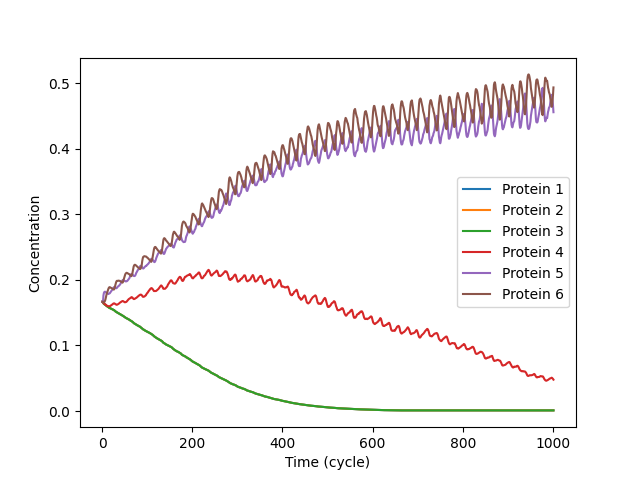 0.5
0.4
0.3
0.2
0.1
0.0
Concentration
Protein 1
Protein 2
Protein 3
Protein 4
Protein 5
Protein 6
0
200
400
600
800
1000
Time (cycle)